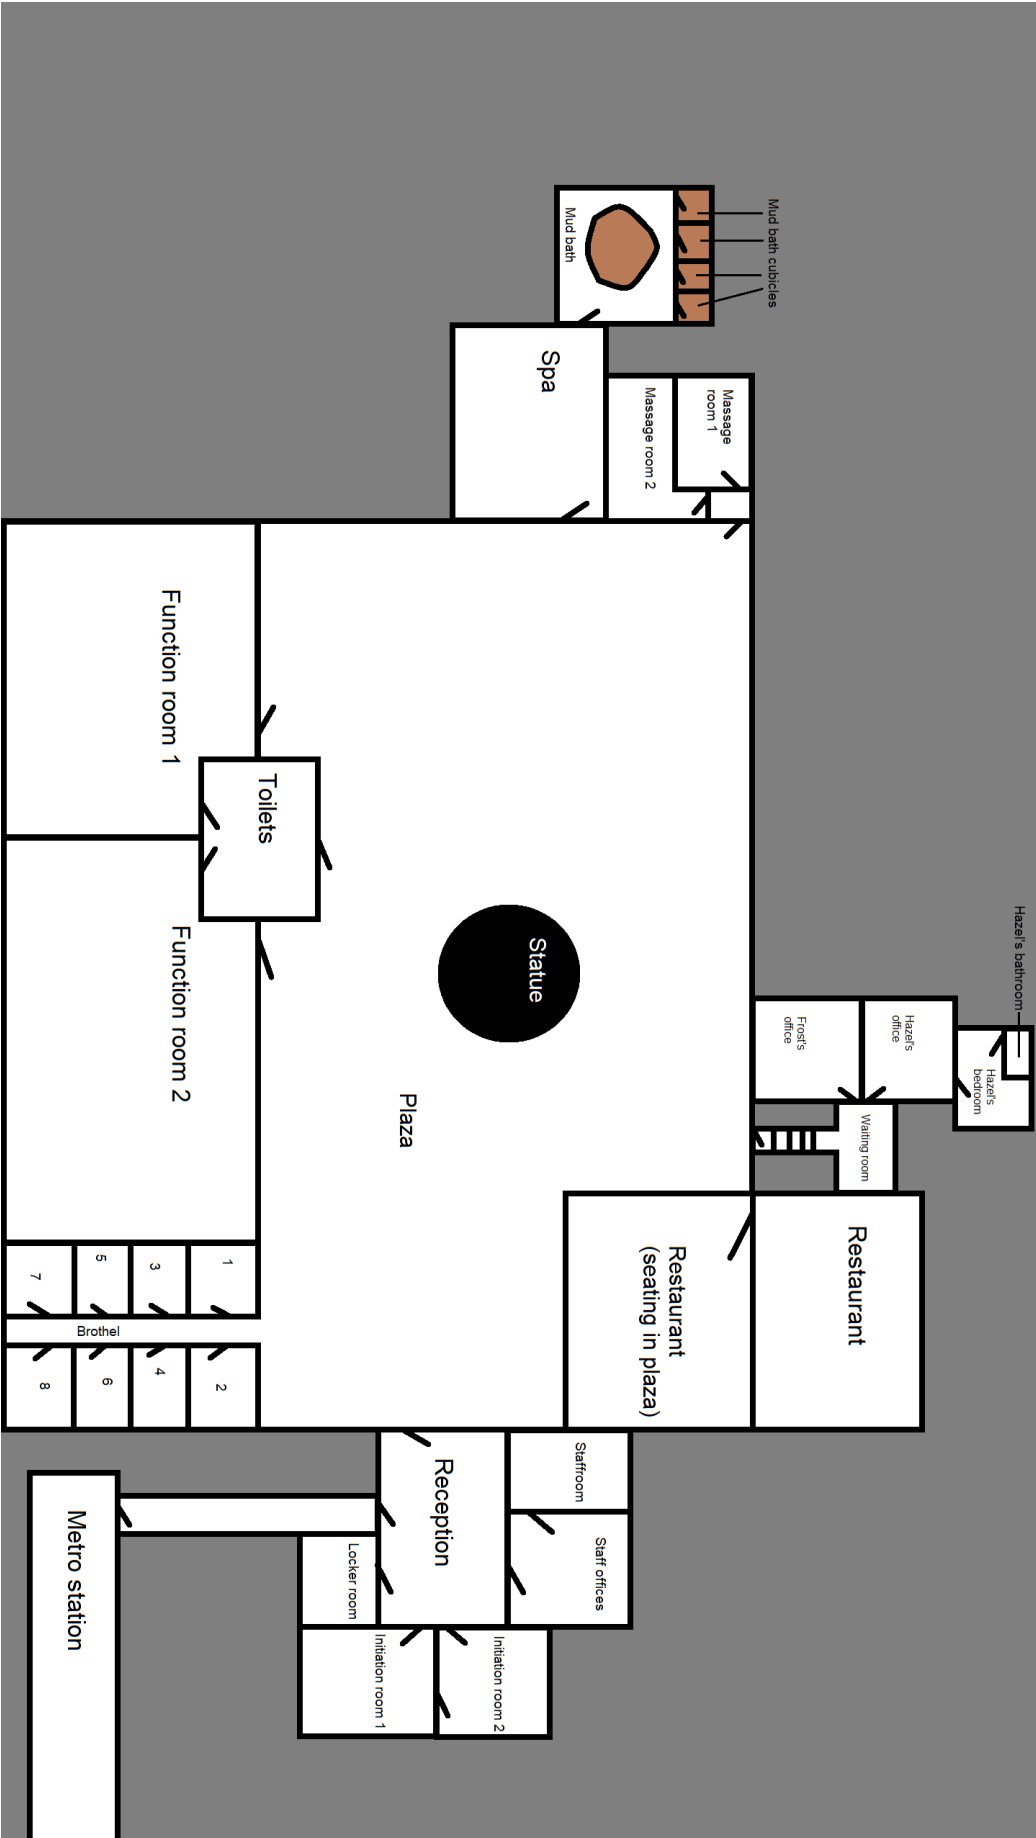 Mud bath cubicles
Mud bath
Spa
Massage
room 1
Massage room 2
Function room 1
Toilets
Function room 2
Statue
Plaza
Hazel's bathroom
Hazel's
bedroom
Hazel's
office
Frost's
office
Waiting room
Restaurant
Restaurant
(seating in plaza)
1
3
5
7
Brothel
2
4
6
8
Reception
Staffroom
Staff offices
Locker room
Initiation room 1
Initiation room 2
Metro station